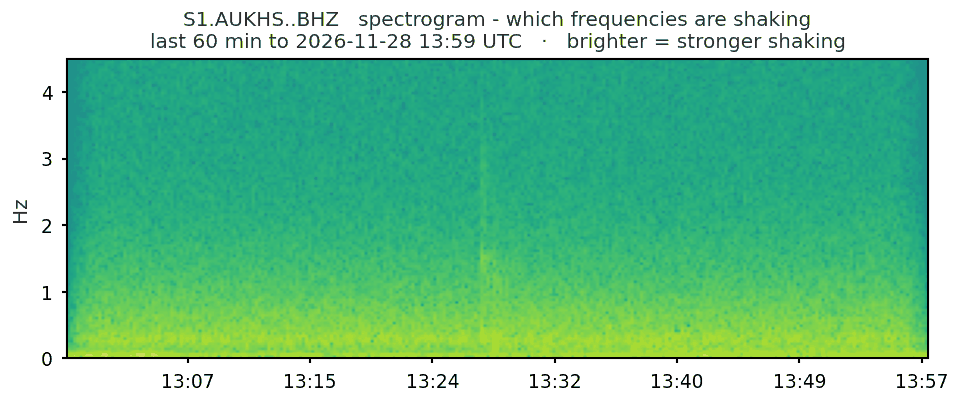 S1.AUKHS..BHZ   spectrogram - which frequencies are shaking
last 60 min to 2026-11-28 13:59 UTC   ·   brighter = stronger shaking
4
3
2
1
0
Hz
13:07 13:15 13:24 13:32 13:40 13:49 13:57